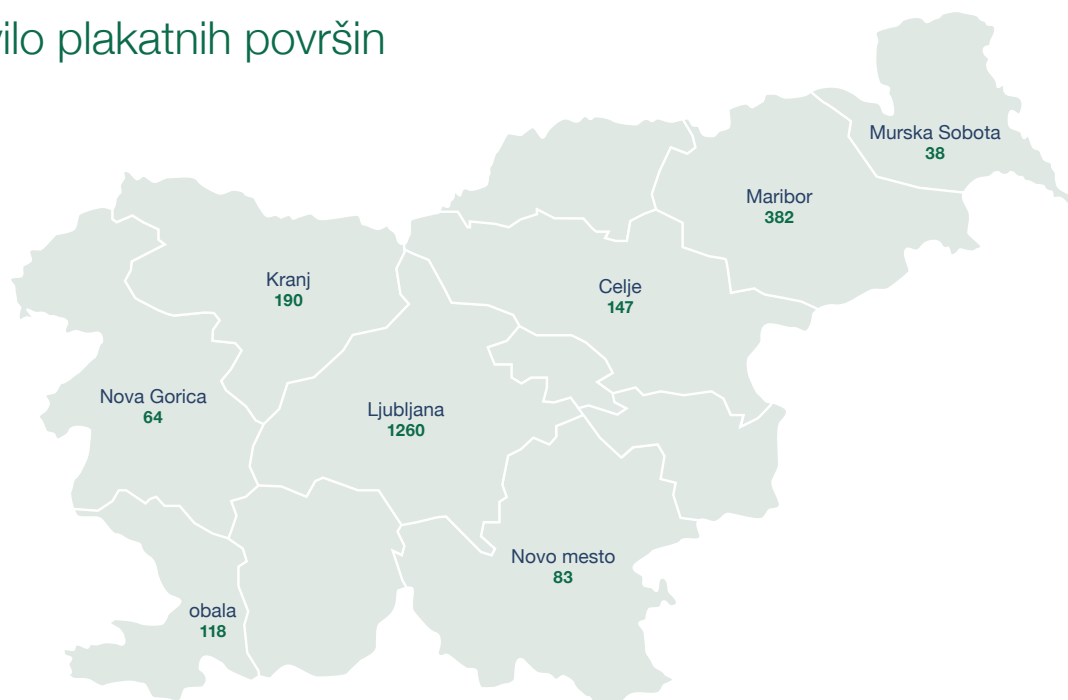 plakatnih površin
Murska Sobota
38
Maribor
382
Kranj
190
Celje
147
Nova Gorica
64
Ljubljana
1260
Novo mesto
83
obala
118